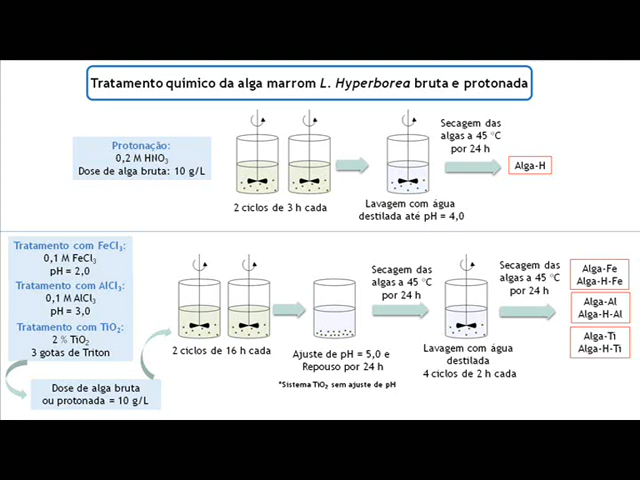 Tratamento químico da alga marrom L. Hyperborea bruta e protonada
Protonação:
0,2 M HNO₃
Dose de alga bruta: 10 g/L
2 ciclos de 3 h cada
Lavagem com água
destilada até pH = 4,0
Secagem das
algas a 45 °C
por 24 h
Alga-H
Tratamento com FeCl₃:
0,1 M FeCl₃
pH = 2,0
Tratamento com AlCl₃:
0,1 M AlCl₃
pH = 3,0
Tratamento com TiO₂:
2 % TiO₂
3 gotas de Triton
Dose de alga bruta
ou protonada = 10 g/L
2 ciclos de 16 h cada
Ajuste de pH = 5,0 e
Repouso por 24 h
*Sistema TiO₂ sem ajuste de pH
Secagem das
algas a 45 °C
por 24 h
Lavagem com água
destilada
4 ciclos de 2 h cada
Secagem das
algas a 45 °C
por 24 h
Alga-Fe
Alga-H-Fe
Alga-Al
Alga-H-Al
Alga-Ti
Alga-H-Ti